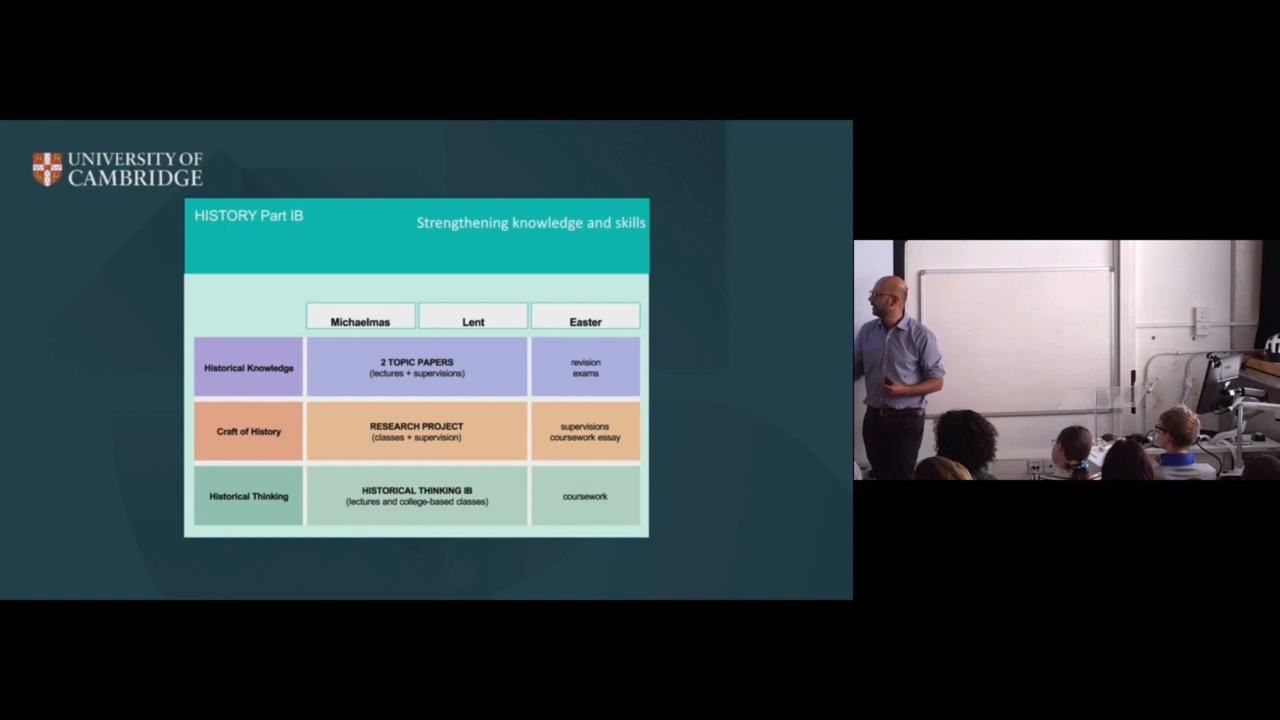 UNIVERSITY OF
CAMBRIDGE
HISTORY Part IB
Strengthening knowledge and skills
Michaelmas
Lent
Easter
Historical Knowledge
2 TOPIC PAPERS
(lectures + supervisions)
revision
exams
Craft of History
RESEARCH PROJECT
(classes + supervision)
supervisions
coursework essay
Historical Thinking
HISTORICAL THINKING IB
(lectures and college-based classes)
coursework